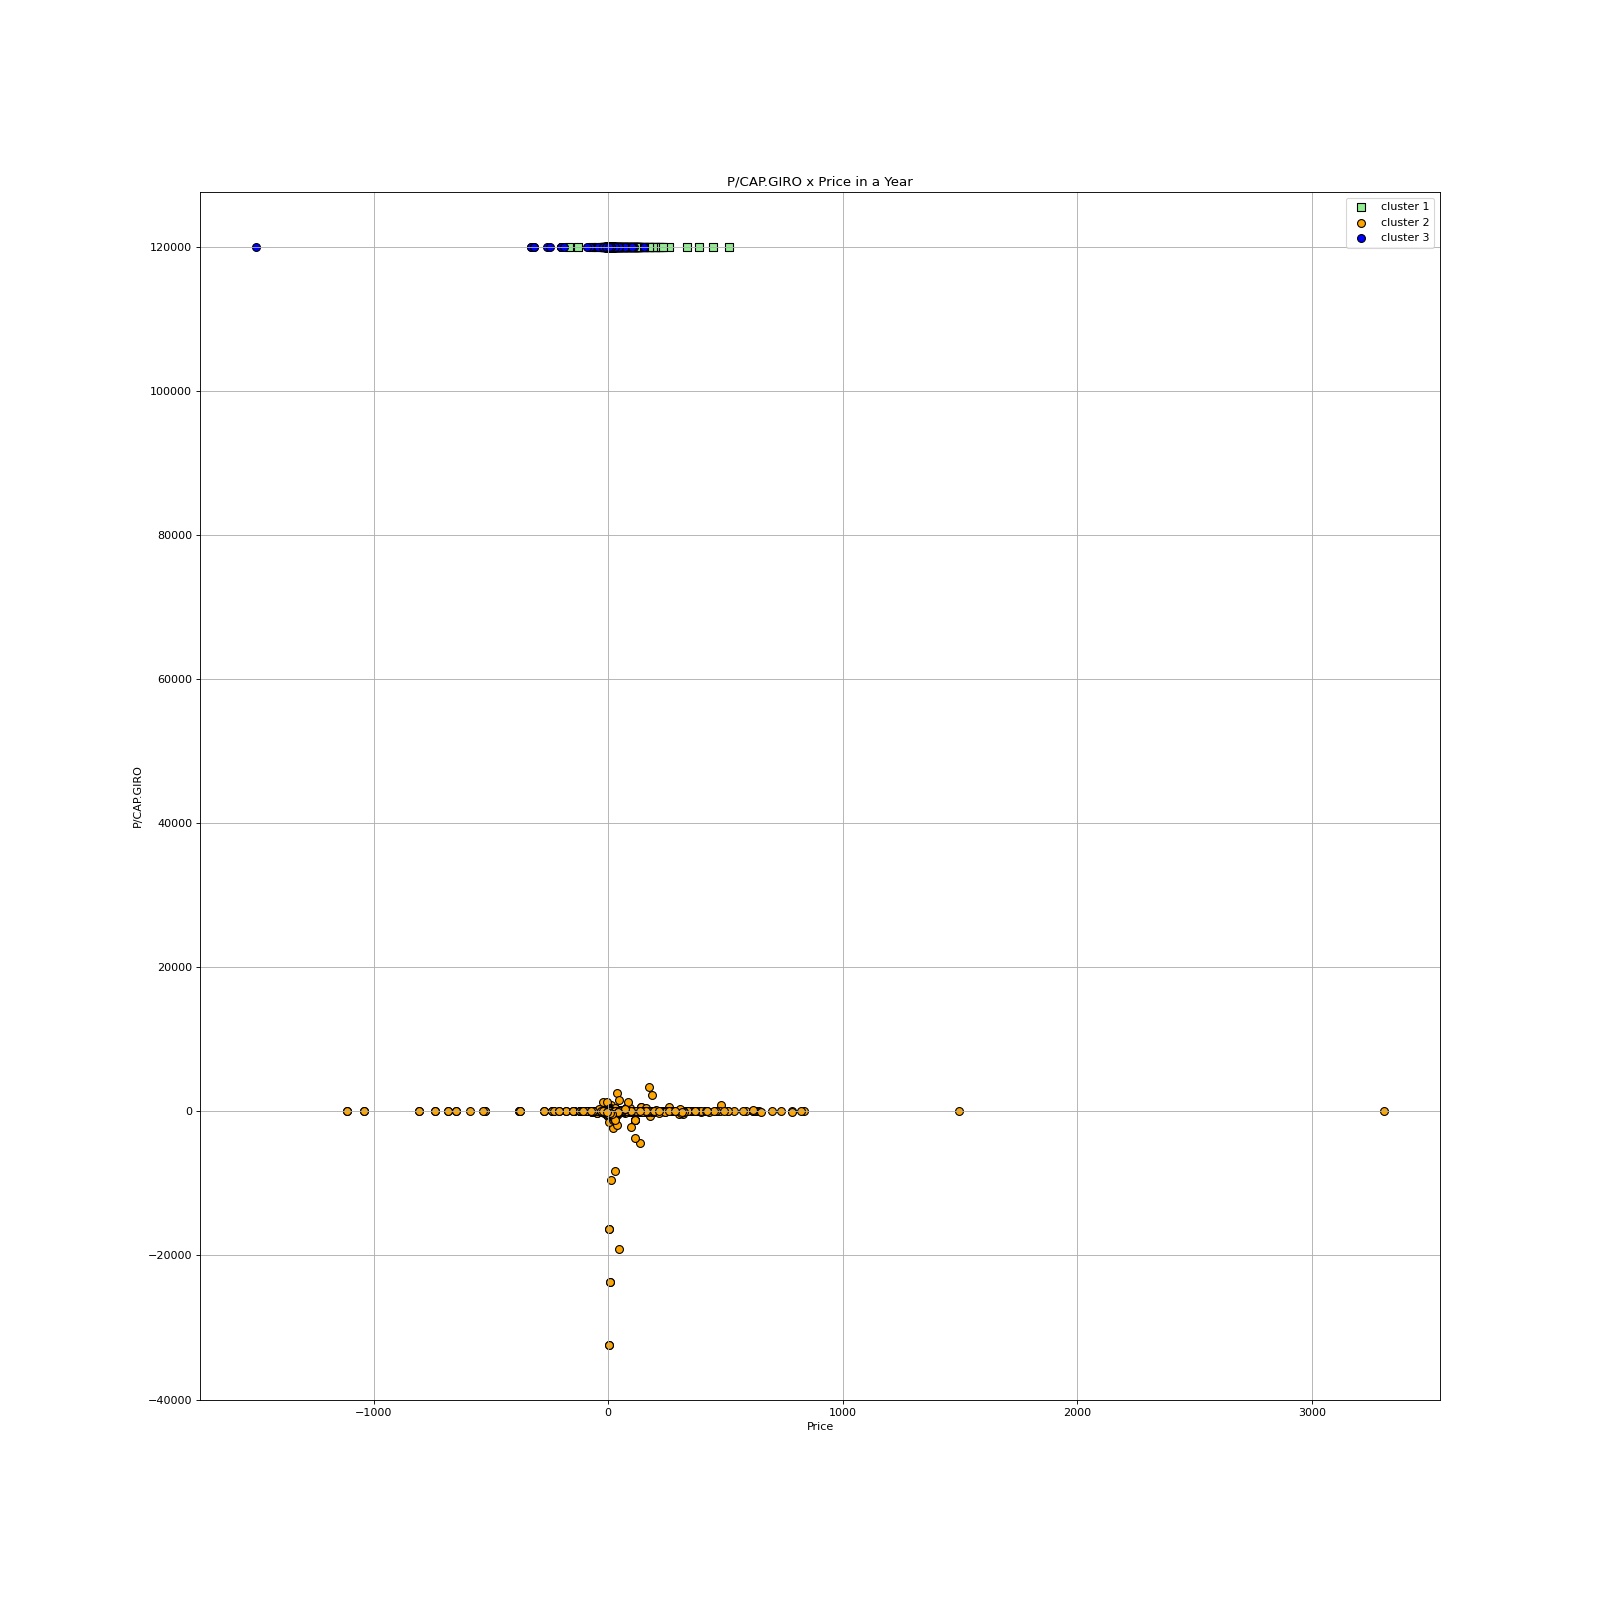 P/CAP.GIRO x Price in a Year
cluster 1
cluster 2
cluster 3
120000
100000
80000
60000
40000
20000
0
−20000
−40000
P/CAP.GIRO
−1000
0
1000
2000
3000
Price